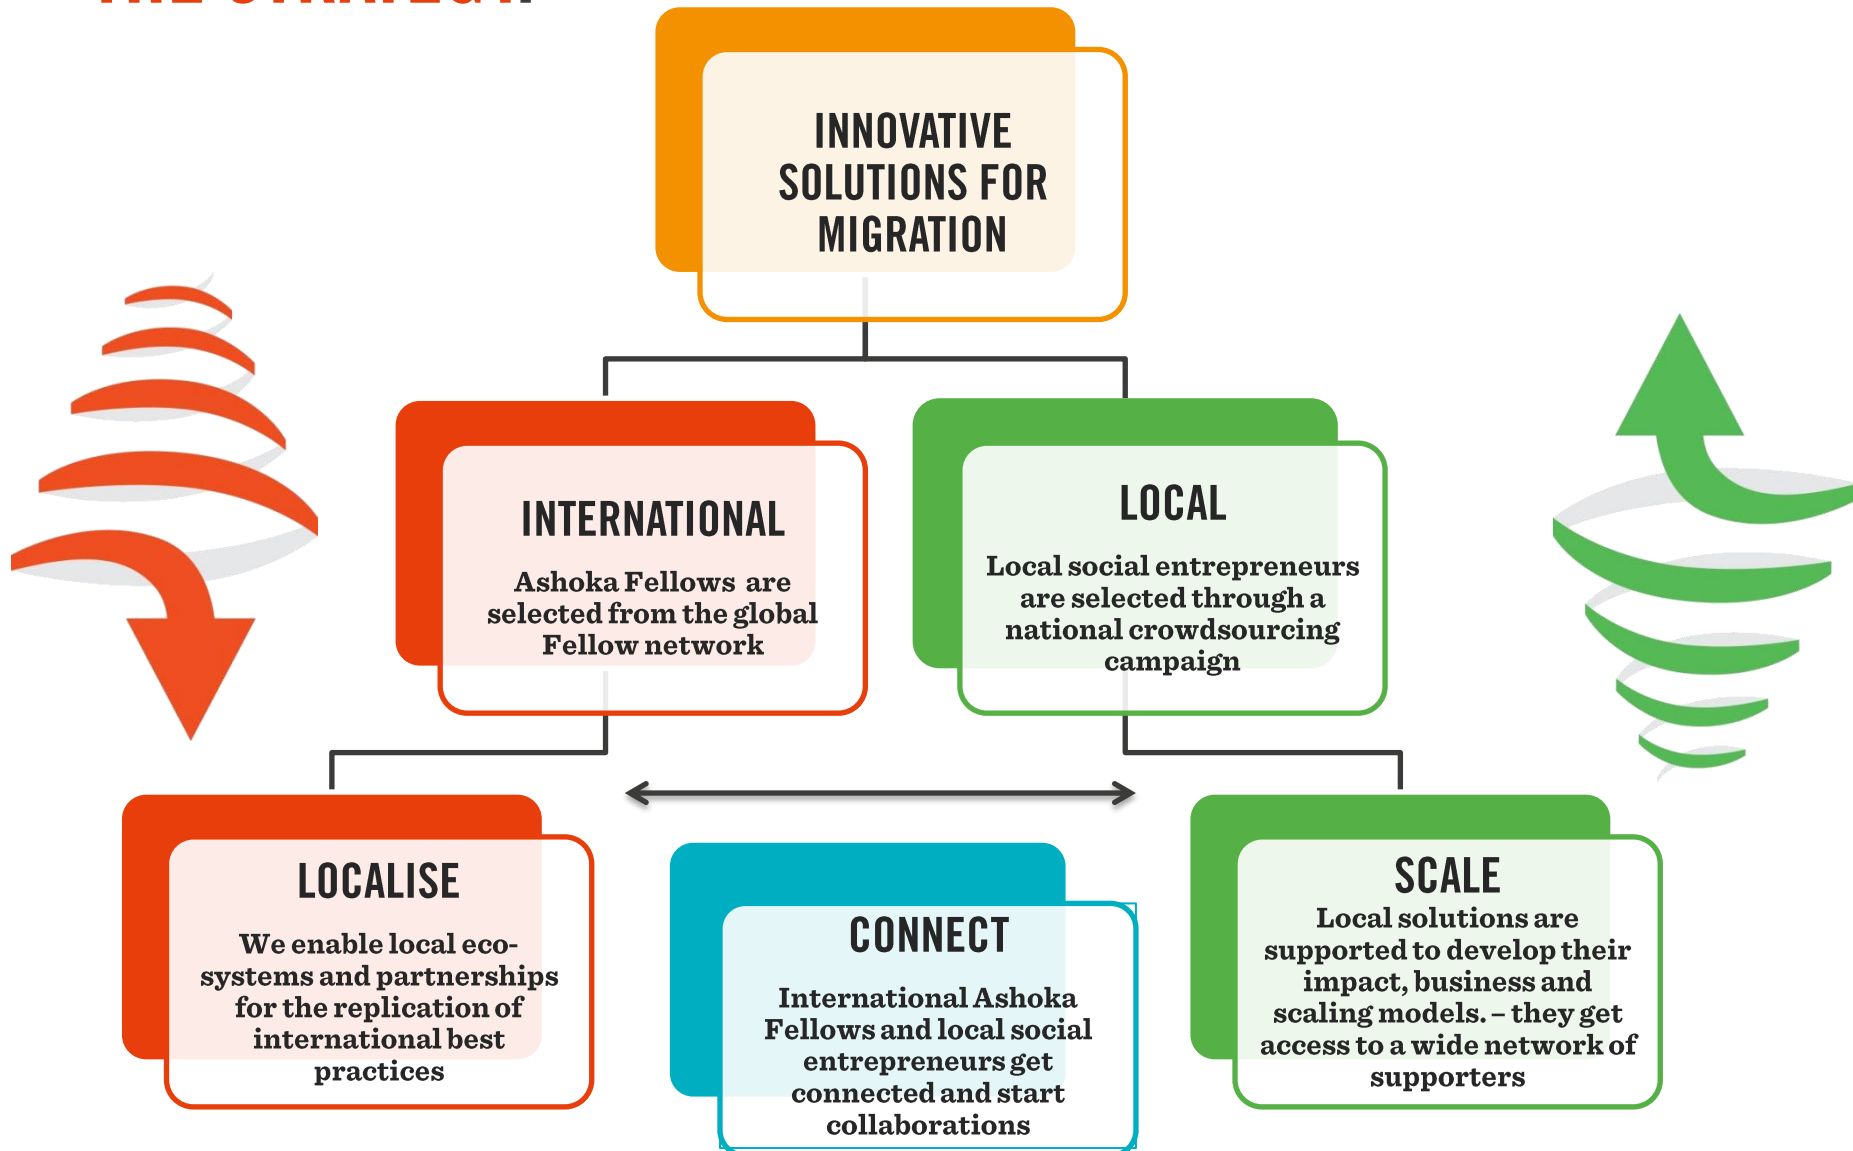 THE STRATEGY.
INNOVATIVE
SOLUTIONS FOR
MIGRATION
INTERNATIONAL
Ashoka Fellows are
selected from the global
Fellow network
LOCAL
Local social entrepreneurs
are selected through a
national crowdsourcing
campaign
LOCALISE
We enable local eco-
systems and partnerships
for the replication of
international best
practices
CONNECT
International Ashoka
Fellows and local social
entrepreneurs get
connected and start
collaborations
SCALE
Local solutions are
supported to develop their
impact, business and
scaling models. – they get
access to a wide network of
supporters